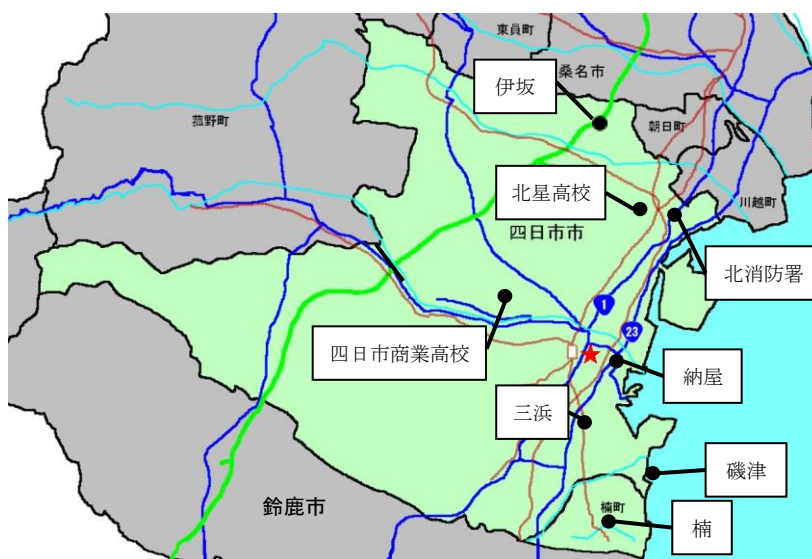 東員町
桑名市
伊坂
菰野町
朝日町
北星高校
川越町
四日市市
北消防署
1
23
四日市商業高校
納屋
三浜
磯津
鈴鹿市
楠町
楠